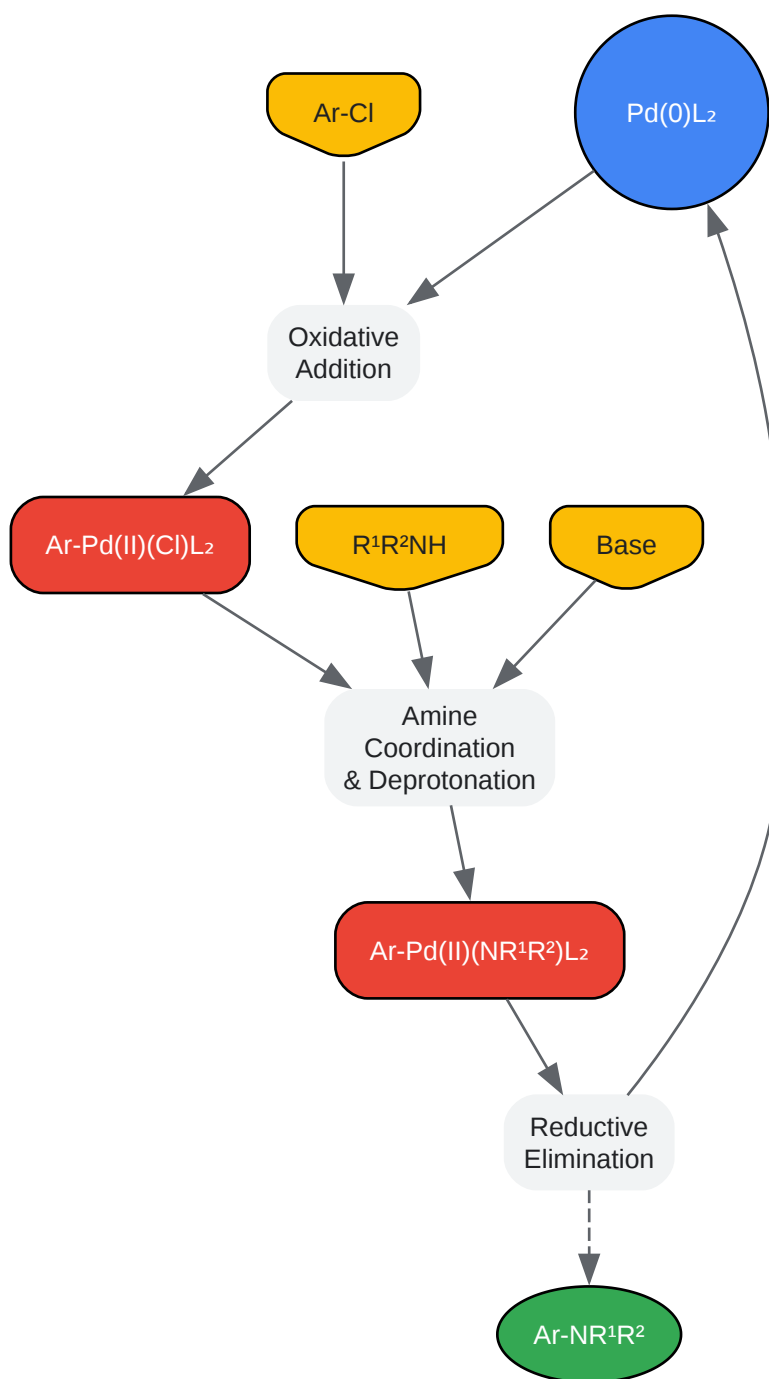 Ar-Cl
Pd(0)L₂
Oxidative
Addition
Ar-Pd(II)(Cl)L₂
R¹R²NH
Base
Amine
Coordination
& Deprotonation
Ar-Pd(II)(NR¹R²)L₂
Reductive
Elimination
Ar-NR¹R²